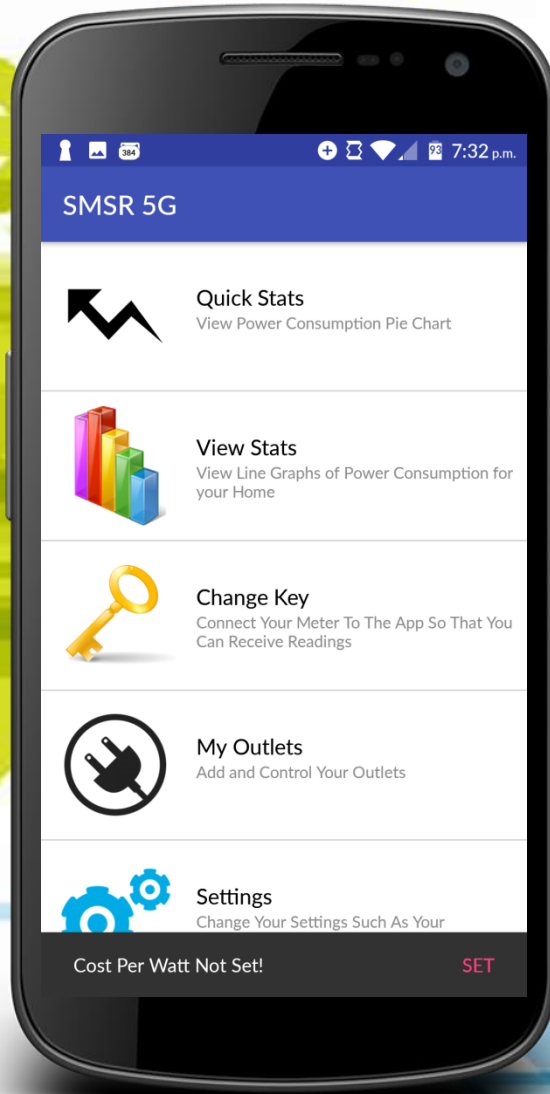 384
93
7:32 p.m.
SMSR 5G
Quick Stats
View Power Consumption Pie Chart
View Stats
View Line Graphs of Power Consumption for
your Home
Change Key
Connect Your Meter To The App So That You
Can Receive Readings
My Outlets
Add and Control Your Outlets
Settings
Change Your Settings Such As Your
Cost Per Watt Not Set!
SET